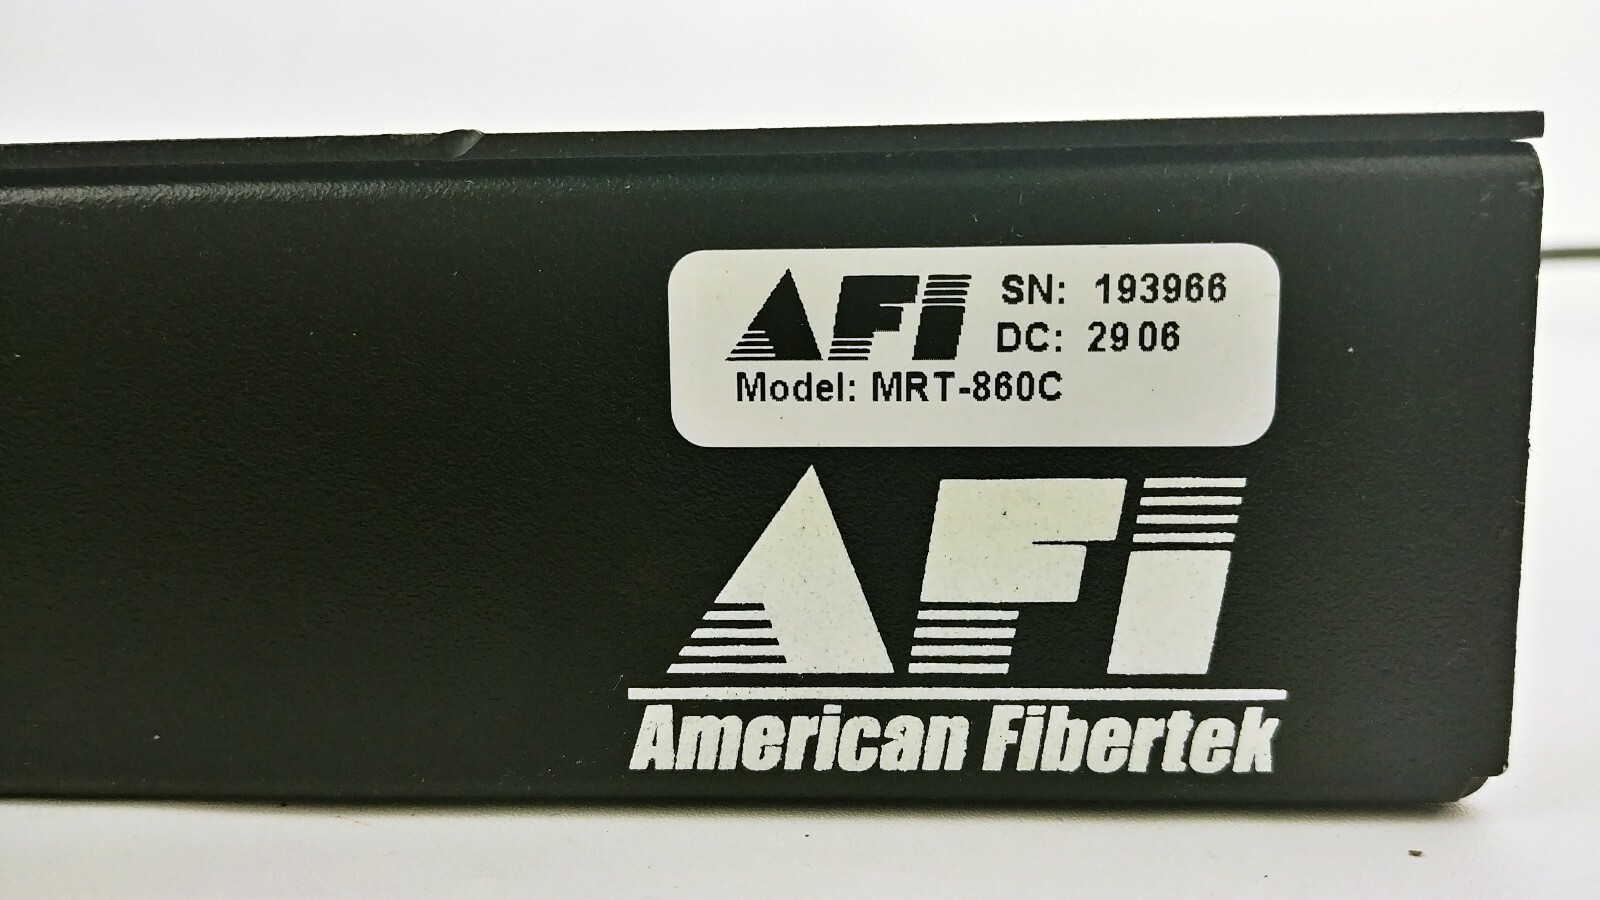 AFI
SN: 193966
DC: 2906
Model: MRT-860C
AFI
American Fibertek